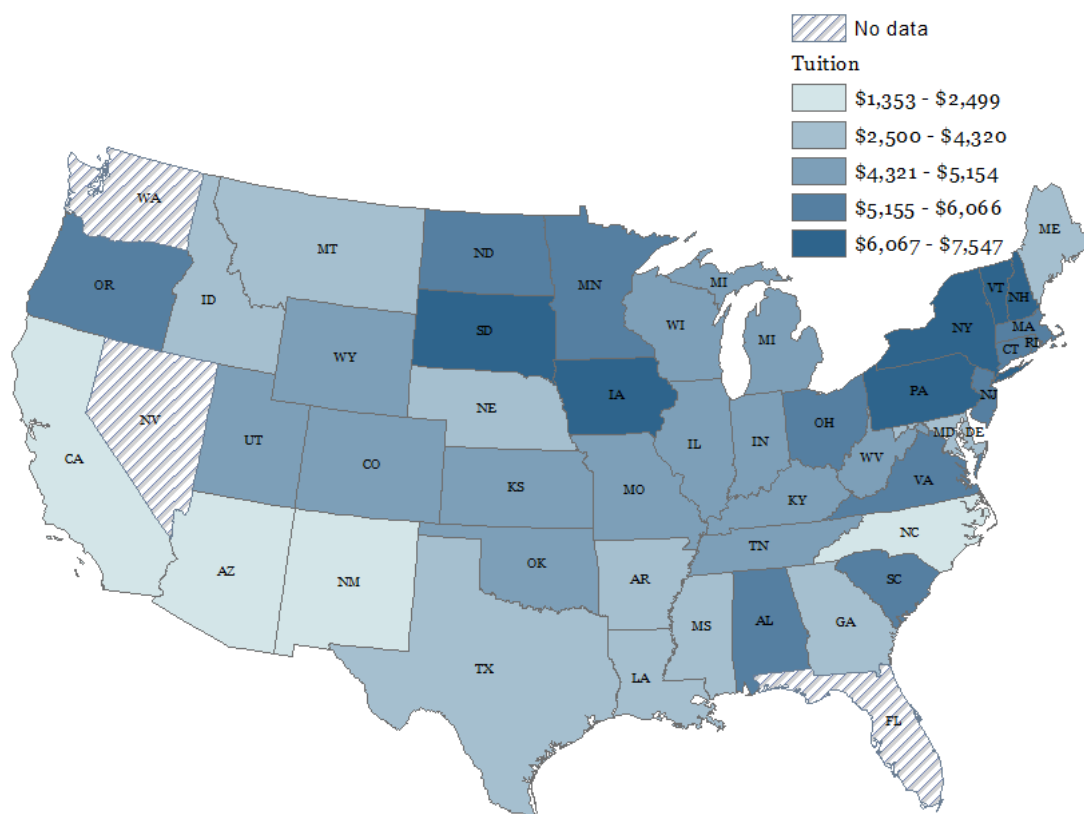 No data
Tuition
$1,353 - $2,499
$2,500 - $4,320
$4,321 - $5,154
$5,155 - $6,066
$6,067 - $7,547
WA
MT
ND
MN
ME
OR
ID
SD
WI
MI
MI
VT
NH
NY
MA
RI
CT
WY
NE
IA
PA
NJ
NV
UT
CO
KS
MO
IL
IN
OH
WV
MD
DE
VA
KY
CA
AZ
NM
OK
AR
TN
NC
SC
TX
LA
MS
AL
GA
FL